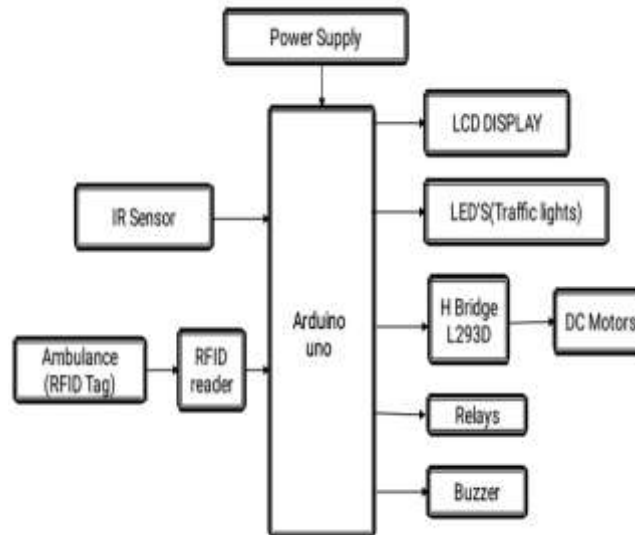 Power Supply
LCD DISPLAY
IR Sensor
LED'S(Traffic lights)
Arduino
uno
H Bridge
L293D
DC Motors
Ambulance
(RFID Tag)
RFID
reader
Relays
Buzzer